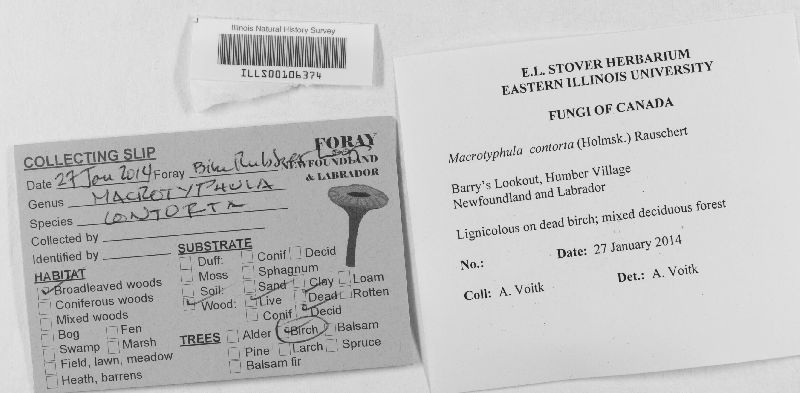 Illinois Natural History Survey
ILLS00106374
COLLECTING SLIP
FORAY
NEWFOUNDLAND
& LABRADOR
Date 27 Jan 2014 Foray
Genus MACROTYPHULA
Species CONTORTA
Collected by
Identified by
HABITAT
Broadleaved woods
Coniferous woods
Mixed woods
Bog Fen
Swamp Marsh
Field, lawn, meadow
Heath, barrens
SUBSTRATE
Duff: Conif Decid
Moss Sphagnum
Soil: Sand Clay Loam
Wood: Live Dead Rotten
Conif Decid
TREES Alder Birch Balsam
Pine Larch Spruce
Balsam fir
E.L. STOVER HERBARIUM
EASTERN ILLINOIS UNIVERSITY
FUNGI OF CANADA
Macrotyphula contorta (Holmsk.) Rauschert
Barry's Lookout, Humber Village
Newfoundland and Labrador
Lignicolous on dead birch; mixed deciduous forest
No.: Date: 27 January 2014
Coll: A. Voitk Det.: A. Voitk